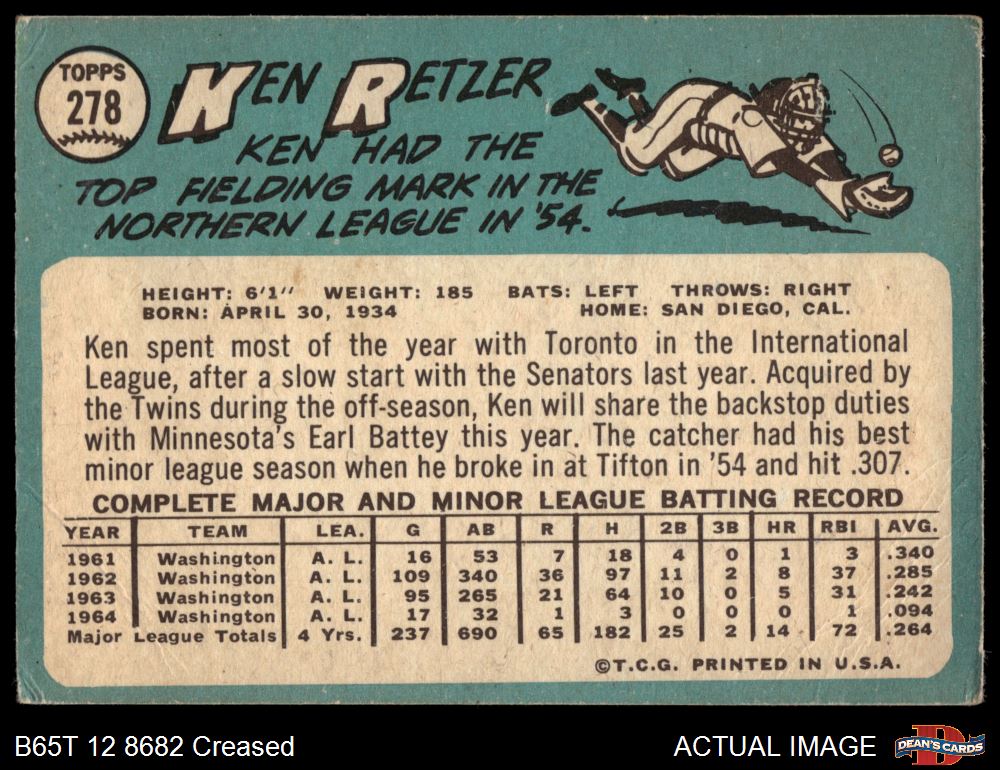 TOPPS
278
KEN RETZER
KEN HAD THE
TOP FIELDING MARK IN THE
NORTHERN LEAGUE IN '54.
HEIGHT: 6'1" WEIGHT: 185 BATS: LEFT THROWS: RIGHT
BORN: APRIL 30, 1934 HOME: SAN DIEGO, CAL.
Ken spent most of the year with Toronto in the International
League, after a slow start with the Senators last year. Acquired by
the Twins during the off-season, Ken will share the backstop duties
with Minnesota's Earl Battey this year. The catcher had his best
minor league season when he broke in at Tifton in '54 and hit .307.
COMPLETE MAJOR AND MINOR LEAGUE BATTING RECORD
YEAR TEAM LEA. G AB R H 2B 3B HR RBI AVG.
1961 Washington A. L. 16 53 7 18 4 0 1 3 .340
1962 Washington A. L. 109 340 36 97 11 2 8 37 .285
1963 Washington A. L. 95 265 21 64 10 0 5 31 .242
1964 Washington A. L. 17 32 1 3 0 0 0 1 .094
Major League Totals 4 Yrs. 237 690 65 182 25 2 14 72 .264
©T.C.G. PRINTED IN U.S.A.
B65T 12 8682 Creased ACTUAL IMAGE DEAN'S CARDS